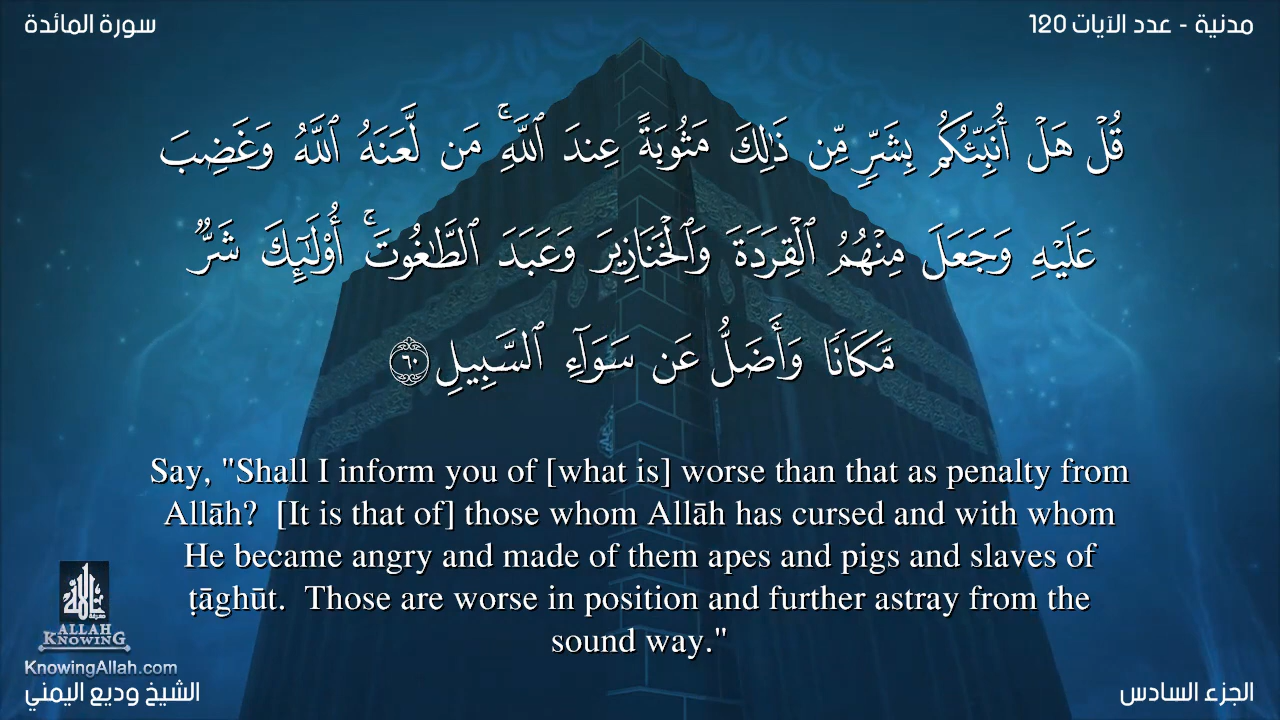 سورة المائدة
مدنية - عدد الآيات 120
قُلْ هَلْ أُنَبِّئُكُم بِشَرٍّ مِّن ذَٰلِكَ مَثُوبَةً عِندَ ٱللَّهِ ۚ مَن لَّعَنَهُ ٱللَّهُ وَغَضِبَ
عَلَيْهِ وَجَعَلَ مِنْهُمُ ٱلْقِرَدَةَ وَٱلْخَنَازِيرَ وَعَبَدَ ٱلطَّٰغُوتَ ۚ أُو۟لَٰٓئِكَ شَرٌّ
مَّكَانًا وَأَضَلُّ عَن سَوَآءِ ٱلسَّبِيلِ ٦٠
Say, "Shall I inform you of [what is] worse than that as penalty from
Allāh?  [It is that of] those whom Allāh has cursed and with whom
He became angry and made of them apes and pigs and slaves of
ṭāghūt.  Those are worse in position and further astray from the
sound way."
ALLAH
KNOWING
KnowingAllah.com
الشيخ وديع اليمني
الجزء السادس